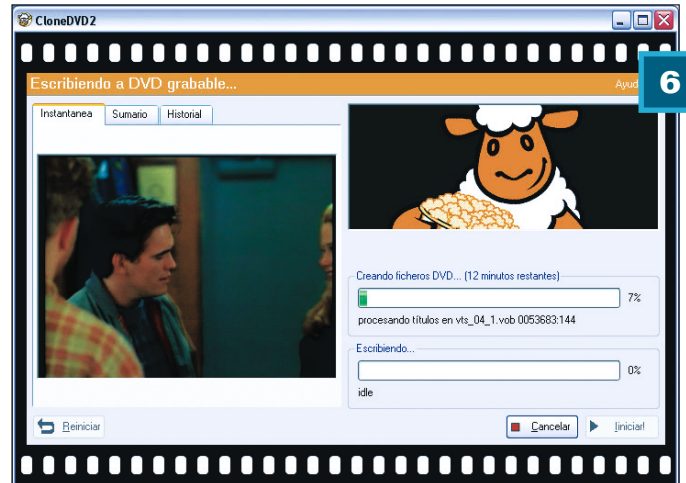 CloneDVD2
Escribiendo a DVD grabable...
6
Instantanea Sumario Historial
Creando ficheros DVD... (12 minutos restantes)
7%
procesando títulos en vts_04_1.vob 0053683:144
Escribiendo...
0%
idle
Reiniciar
Cancelar
¡iniciar!